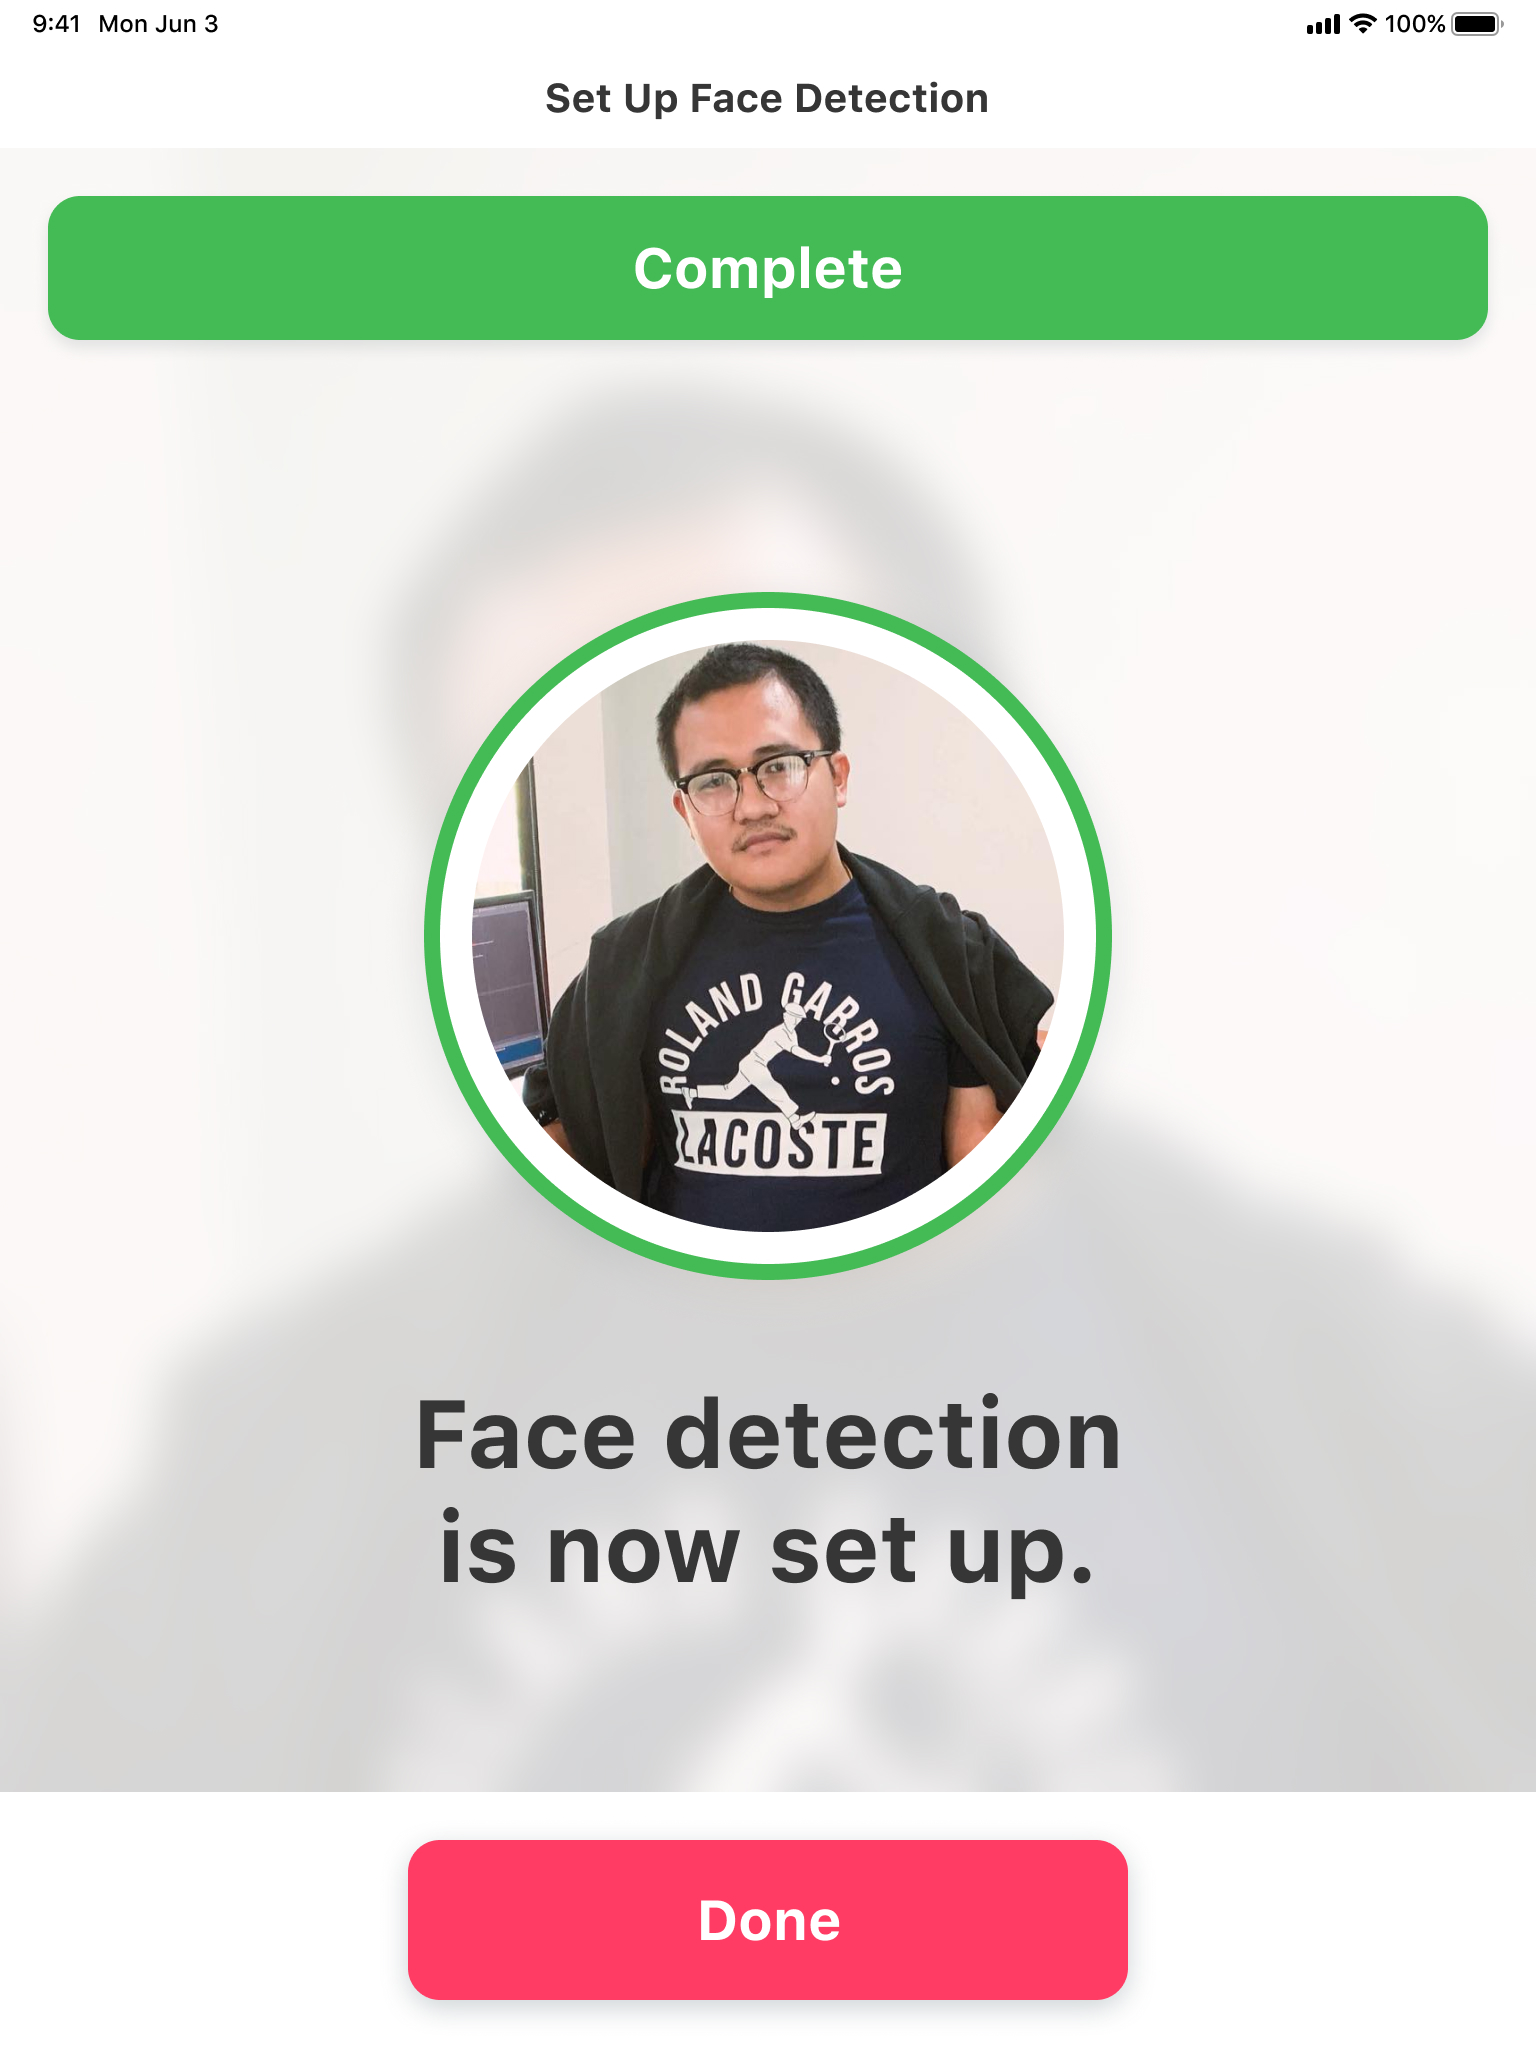 9:41 Mon Jun 3 100%
Set Up Face Detection
Complete
ROLAND GARROS
LACOSTE
Face detection
is now set up.
Done